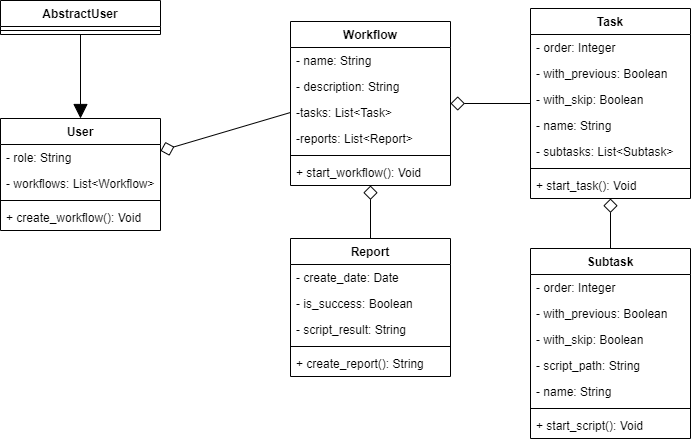 AbstractUser
User
- role: String
- workflows: List<Workflow>
+ create_workflow(): Void
Workflow
- name: String
- description: String
-tasks: List<Task>
-reports: List<Report>
+ start_workflow(): Void
Report
- create_date: Date
- is_success: Boolean
- script_result: String
+ create_report(): String
Task
- order: Integer
- with_previous: Boolean
- with_skip: Boolean
- name: String
- subtasks: List<Subtask>
+ start_task(): Void
Subtask
- order: Integer
- with_previous: Boolean
- with_skip: Boolean
- script_path: String
- name: String
+ start_script(): Void